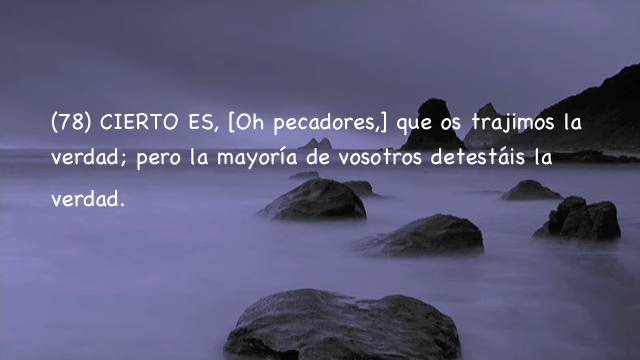 (78) CIERTO ES, [Oh pecadores,] que os trajimos la
verdad; pero la mayoría de vosotros detestáis la
verdad.